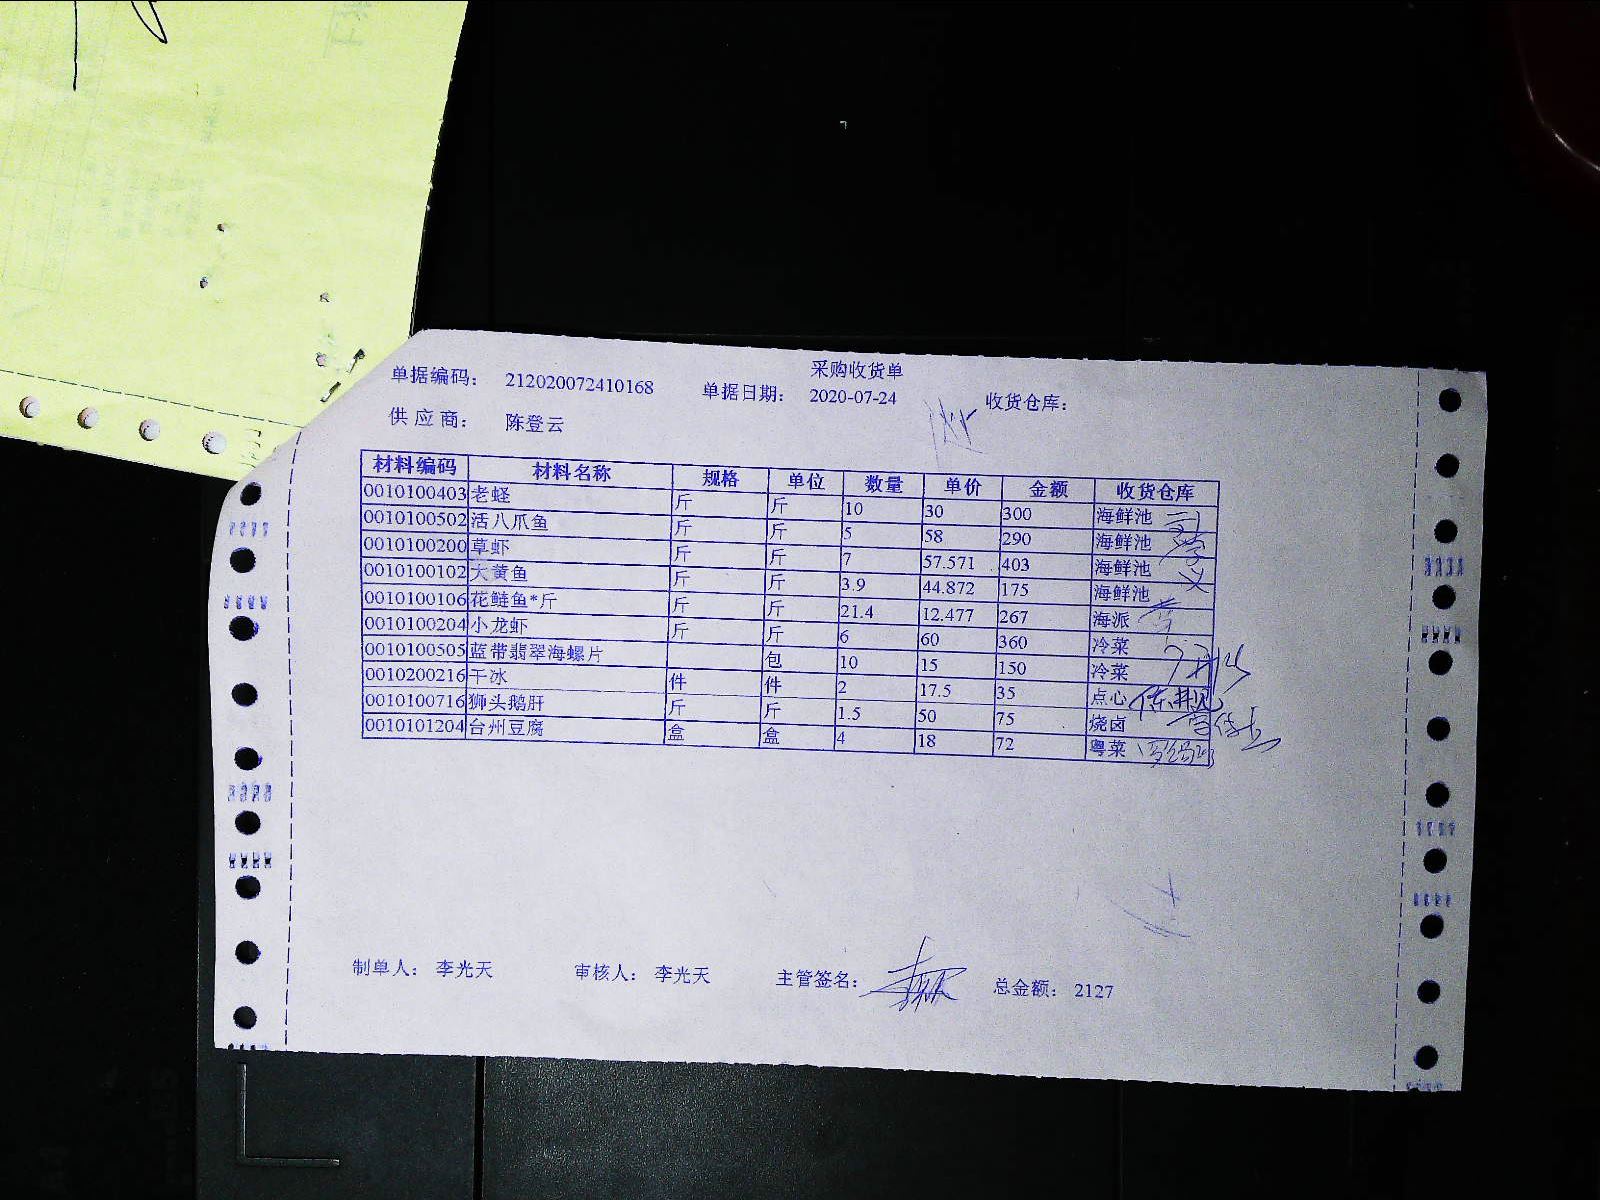 采购收货单
单据编码： 212020072410168 单据日期： 2020-07-24 收货仓库：
供 应 商： 陈登云
材料编码 材料名称 规格 单位 数量 单价 金额 收货仓库
0010100403 老蛏 斤 斤 10 30 300 海鲜池
0010100502 活八爪鱼 斤 斤 5 58 290 海鲜池
0010100200 草虾 斤 斤 7 57.571 403 海鲜池
0010100102 大黄鱼 斤 斤 3.9 44.872 175 海鲜池
0010100106 花鲢鱼*斤 斤 斤 21.4 12.477 267 海派
0010100204 小龙虾 斤 斤 6 60 360 冷菜
0010100505 蓝带翡翠海螺片 包 10 15 150 冷菜
0010200216 干冰 件 件 2 17.5 35 点心
0010100716 狮头鹅肝 斤 斤 1.5 50 75 烧卤
0010101204 台州豆腐 盒 盒 4 18 72 粤菜
制单人： 李光天 审核人： 李光天 主管签名： 总金额： 2127